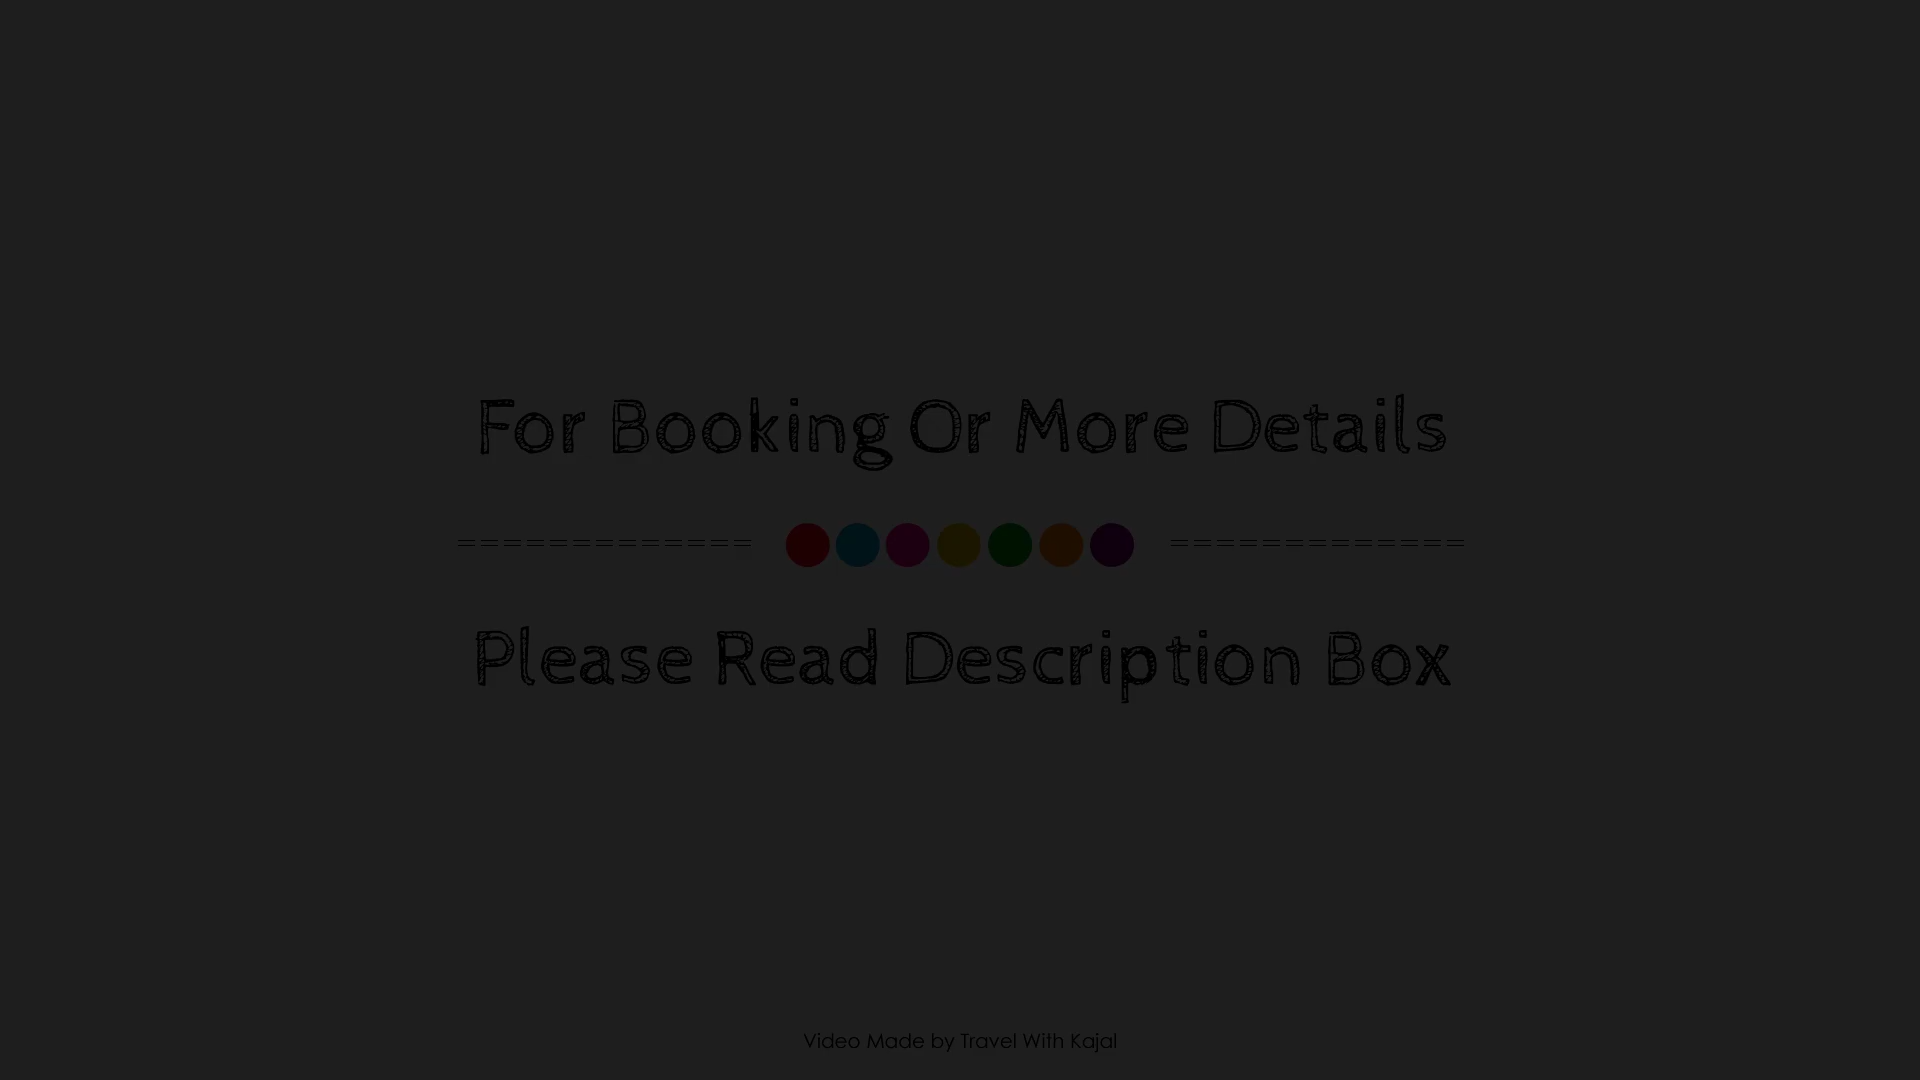 For Booking Or More Details
============= =============
Please Read Description Box
Video Made by Travel With Kajal